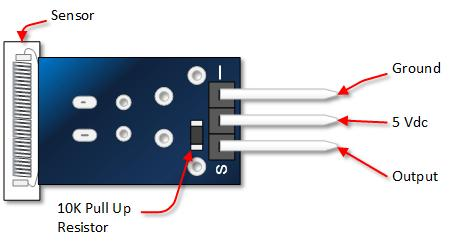 Sensor
Ground
5 Vdc
Output
S
10K Pull Up
Resistor